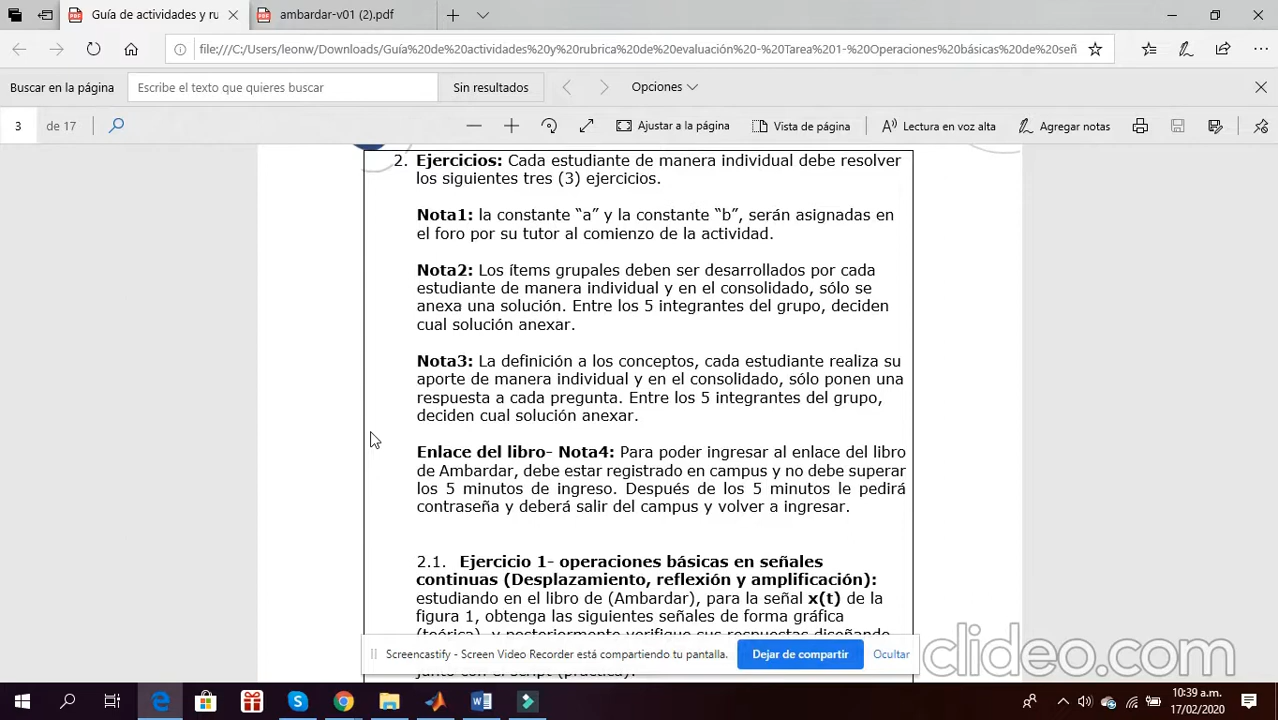 Guía de actividades y ru
ambardar-v01 (2).pdf
file:///C:/Users/leonw/Downloads/Guía%20de%20actividades%20y%20rubrica%20de%20evaluación%20-%20Tarea%201-%20Operaciones%20básicas%20de%20señ
Buscar en la página
Escribe el texto que quieres buscar
Sin resultados
Opciones
3
de 17
Ajustar a la página
Vista de página
Lectura en voz alta
Agregar notas
2. Ejercicios: Cada estudiante de manera individual debe resolver
los siguientes tres (3) ejercicios.
Nota1: la constante “a” y la constante “b”, serán asignadas en
el foro por su tutor al comienzo de la actividad.
Nota2: Los ítems grupales deben ser desarrollados por cada
estudiante de manera individual y en el consolidado, sólo se
anexa una solución. Entre los 5 integrantes del grupo, deciden
cual solución anexar.
Nota3: La definición a los conceptos, cada estudiante realiza su
aporte de manera individual y en el consolidado, sólo ponen una
respuesta a cada pregunta. Entre los 5 integrantes del grupo,
deciden cual solución anexar.
Enlace del libro- Nota4: Para poder ingresar al enlace del libro
de Ambardar, debe estar registrado en campus y no debe superar
los 5 minutos de ingreso. Después de los 5 minutos le pedirá
contraseña y deberá salir del campus y volver a ingresar.
2.1. Ejercicio 1- operaciones básicas en señales
continuas (Desplazamiento, reflexión y amplificación):
estudiando en el libro de (Ambardar), para la señal x(t) de la
figura 1, obtenga las siguientes señales de forma gráfica
(teórica), y posteriormente verifique sus respuestas diseñando
Screencastify - Screen Video Recorder está compartiendo tu pantalla.
Dejar de compartir
Ocultar
junto con el script (práctica).
clideo.com
10:39 a.m.
17/02/2020